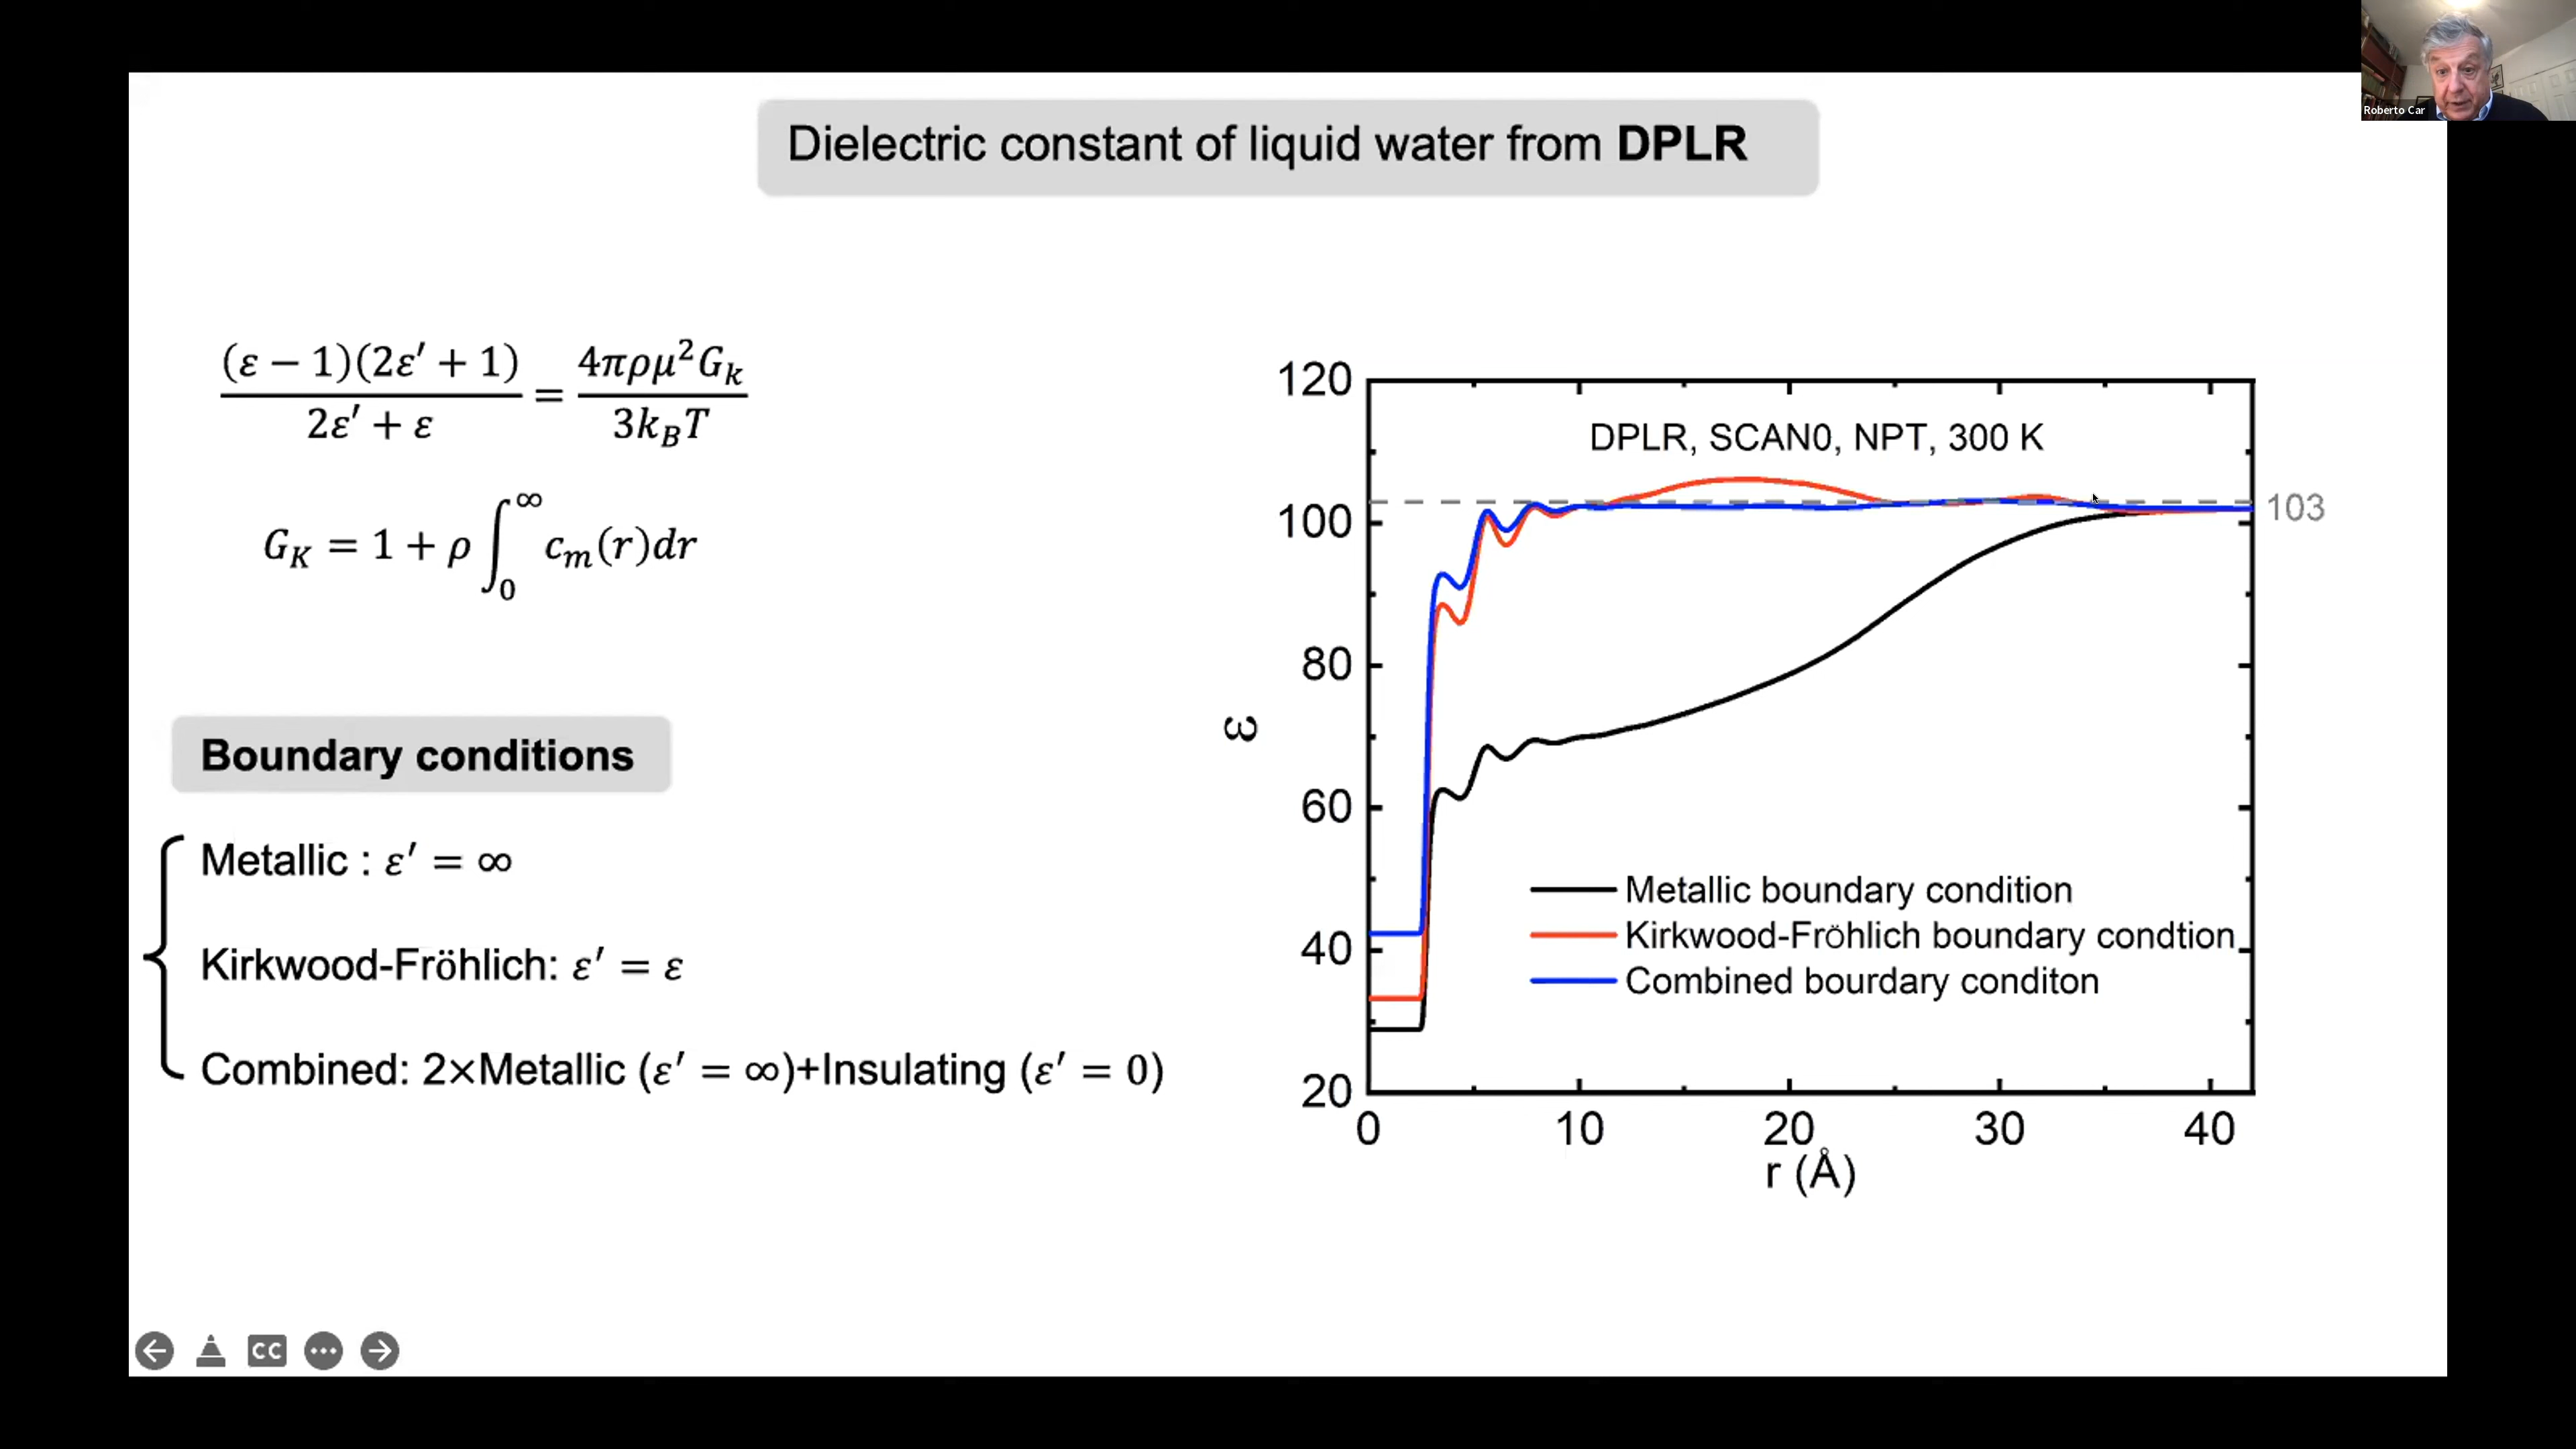 Roberto Car
Dielectric constant of liquid water from DPLR
(ε − 1)(2ε′ + 1) / 2ε′ + ε = 4πρμ²G_k / 3k_BT
G_K = 1 + ρ ∫₀^∞ c_m(r)dr
Boundary conditions
Metallic : ε′ = ∞
Kirkwood-Fröhlich: ε′ = ε
Combined: 2×Metallic (ε′ = ∞)+Insulating (ε′ = 0)
120
100
80
60
40
20
ε
DPLR, SCAN0, NPT, 300 K
103
Metallic boundary condition
Kirkwood-Fröhlich boundary condtion
Combined bourdary conditon
0 10 20 30 40
r (Å)
CC